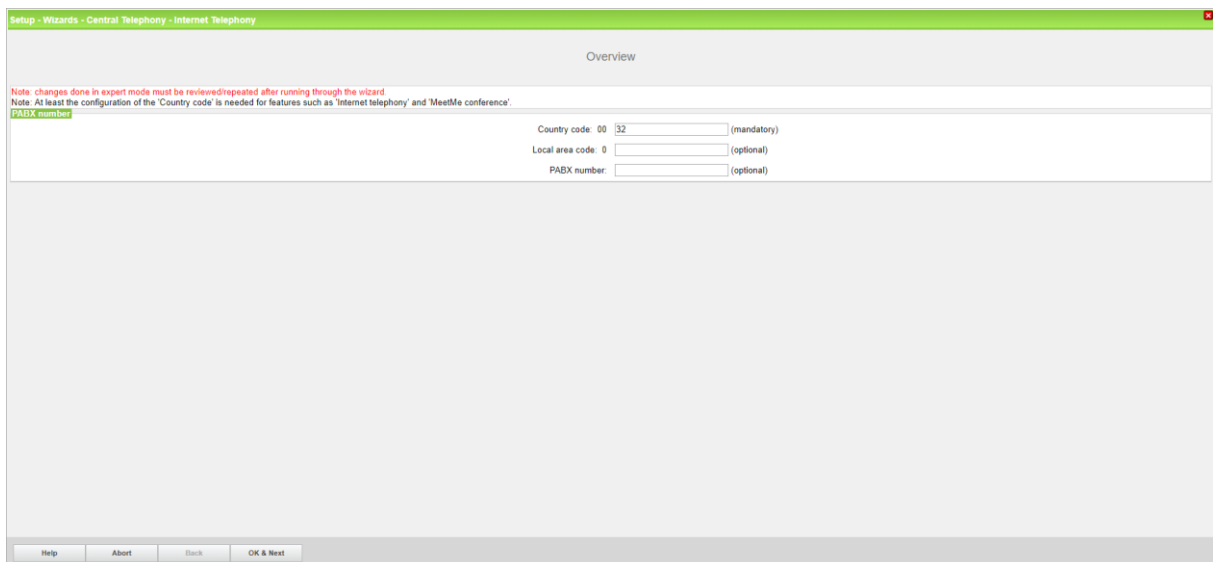 Setup - Wizards - Central Telephony - Internet Telephony
Overview
Note: changes done in expert mode must be reviewed/repeated after running through the wizard.
Note: At least the configuration of the 'Country code' is needed for features such as 'Internet telephony' and 'MeetMe conference'.
PABX number
Country code: 00 32 (mandatory)
Local area code: 0 (optional)
PABX number: (optional)
Help Abort Back OK & Next